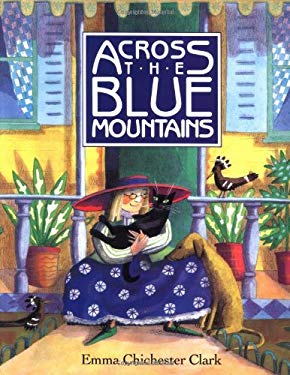 ACROSS
·THE·
BLUE
MOUNTAINS
Emma Chichester Clark